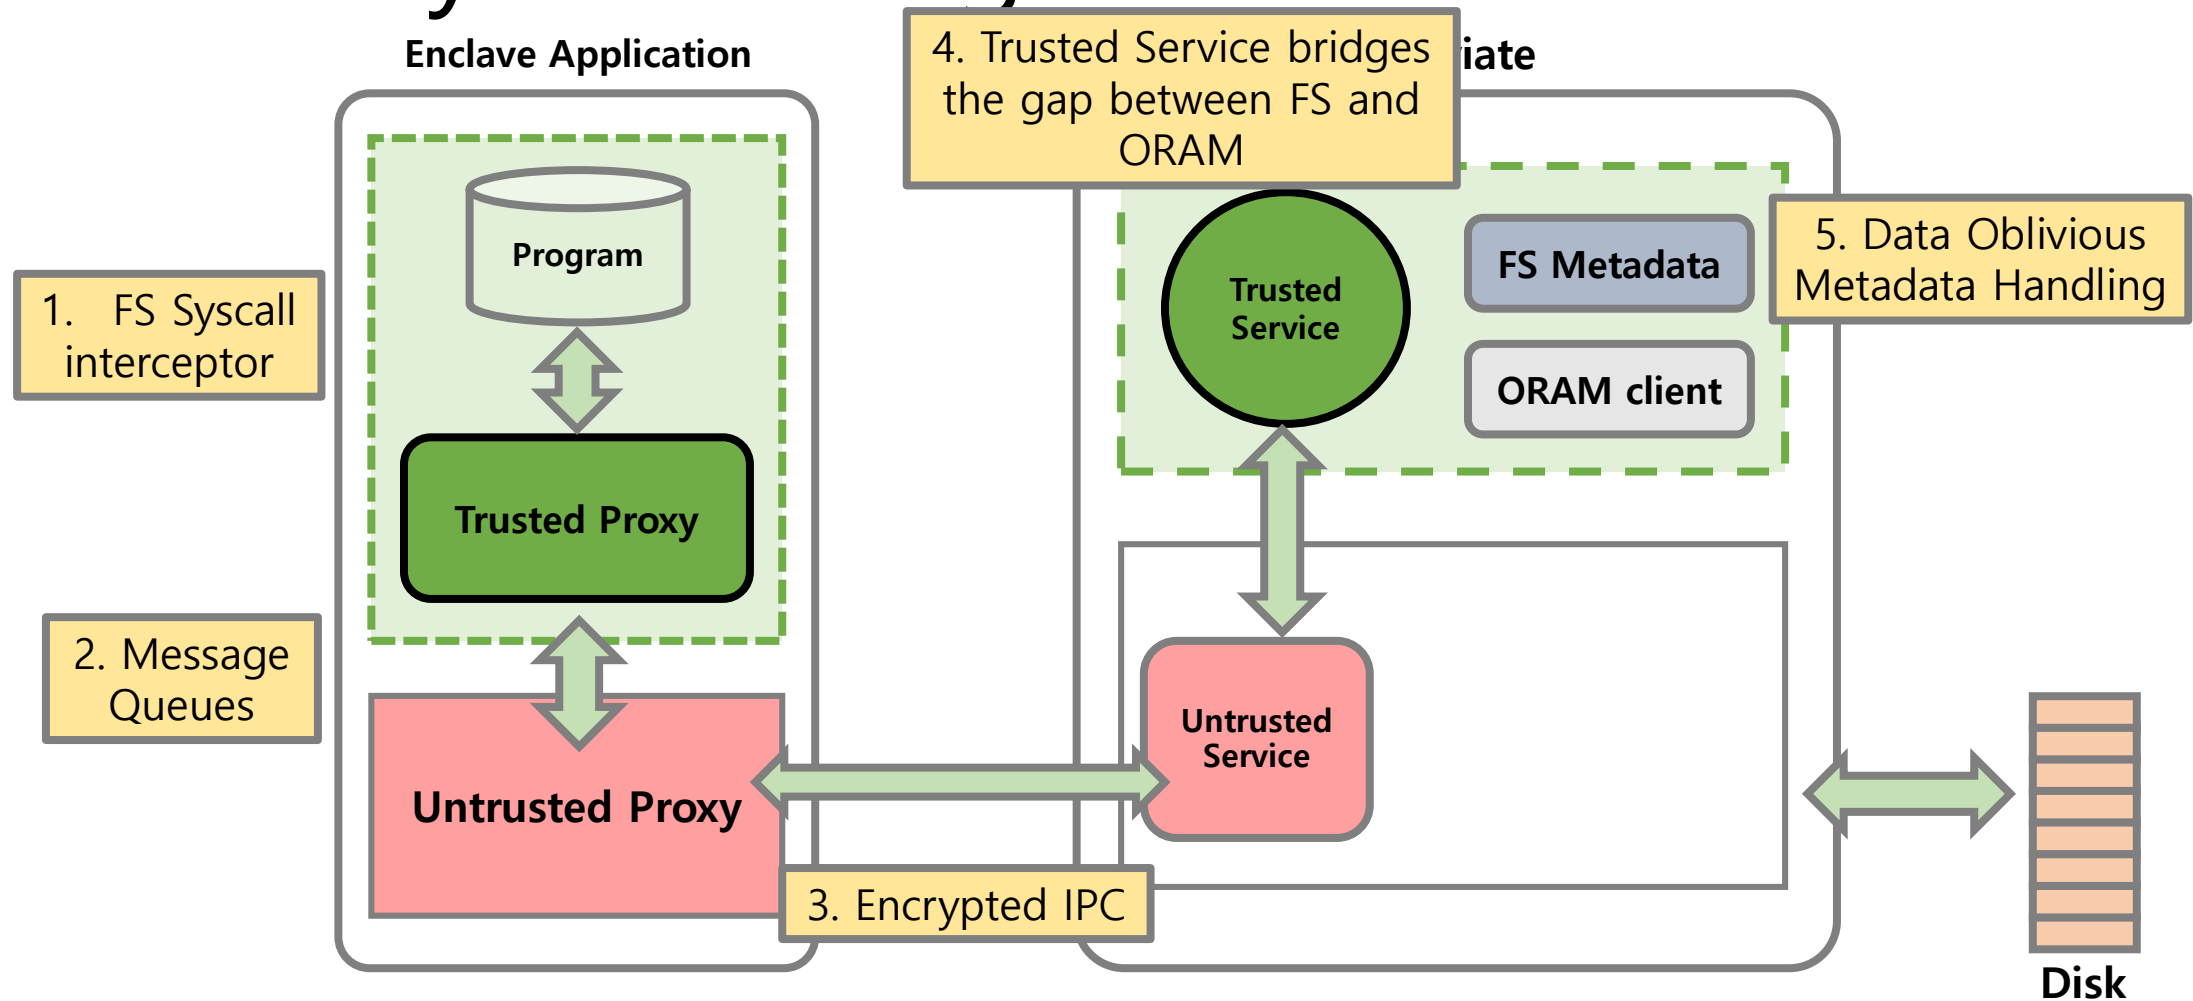 Enclave Application
4. Trusted Service bridges
the gap between FS and
ORAM
iate
Program
1. FS Syscall
interceptor
Trusted
Service
FS Metadata
5. Data Oblivious
Metadata Handling
ORAM client
Trusted Proxy
2. Message
Queues
Untrusted
Service
Untrusted Proxy
3. Encrypted IPC
Disk